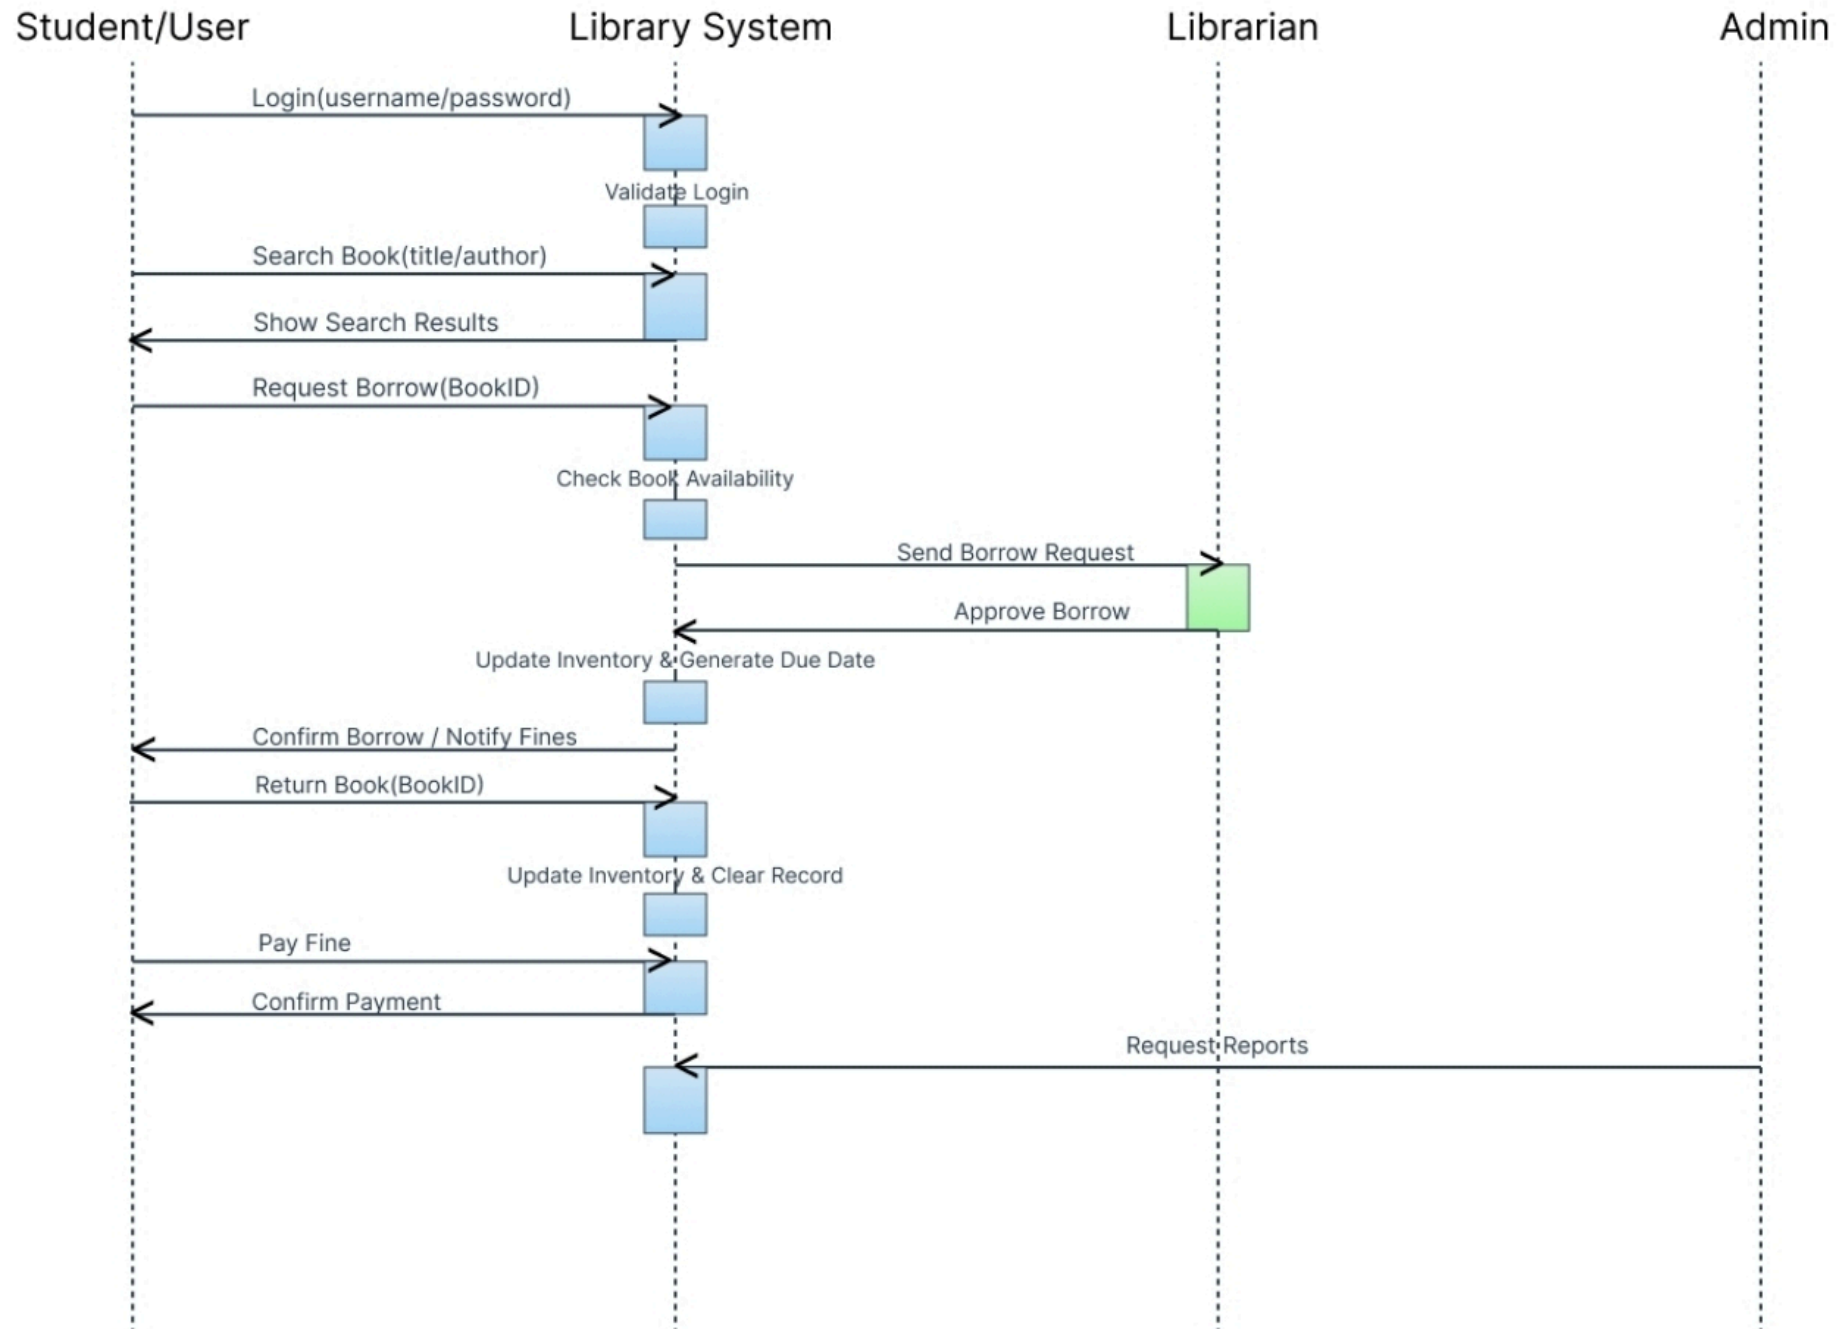 Student/User
Library System
Librarian
Admin
Login(username/password)
Validate Login
Search Book(title/author)
Show Search Results
Request Borrow(BookID)
Check Book Availability
Send Borrow Request
Approve Borrow
Update Inventory & Generate Due Date
Confirm Borrow / Notify Fines
Return Book(BookID)
Update Inventory & Clear Record
Pay Fine
Confirm Payment
Request Reports